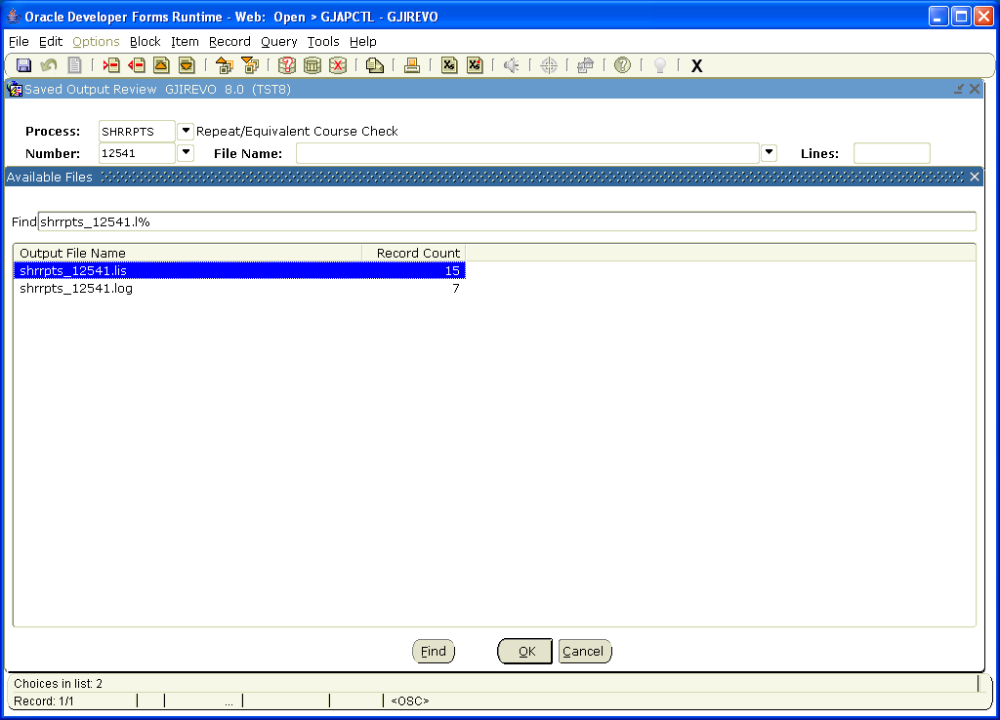 Oracle Developer Forms Runtime - Web: Open > GJAPCTL - GJIREVO
File Edit Options Block Item Record Query Tools Help
X
Saved Output Review GJIREVO 8.0 (TST8)
Process: SHRRPTS Repeat/Equivalent Course Check
Number: 12541 File Name: Lines:
Available Files
Find shrrpts_12541.l%
Output File Name Record Count
shrrpts_12541.lis 15
shrrpts_12541.log 7
Find OK Cancel
Choices in list: 2
Record: 1/1 ... <OSC>